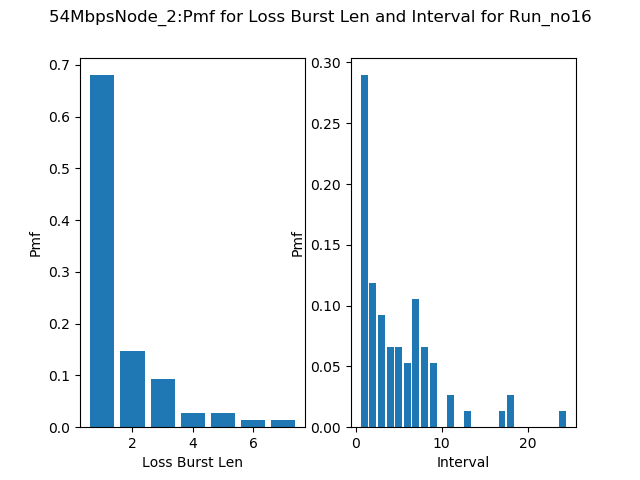 54MbpsNode_2:Pmf for Loss Burst Len and Interval for Run_no16
0.7
0.6
0.5
0.4
0.3
0.2
0.1
0.0
Pmf
2 4 6
Loss Burst Len
0.30
0.25
0.20
0.15
0.10
0.05
0.00
Pmf
0 10 20
Interval